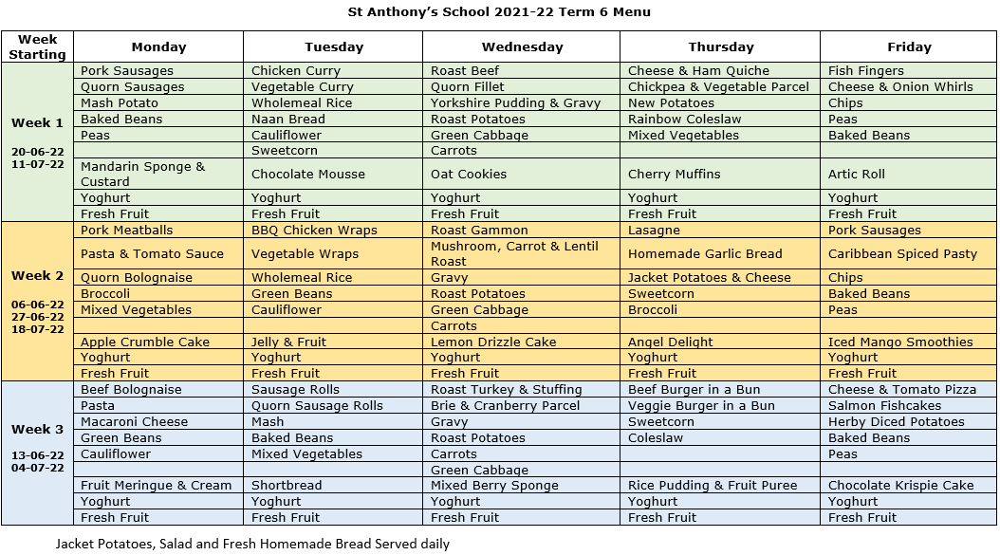 St Anthony's School 2021-22 Term 6 Menu
Week Starting Monday Tuesday Wednesday Thursday Friday
Week 1
20-06-22
11-07-22
Pork Sausages Chicken Curry Roast Beef Cheese & Ham Quiche Fish Fingers
Quorn Sausages Vegetable Curry Quorn Fillet Chickpea & Vegetable Parcel Cheese & Onion Whirls
Mash Potato Wholemeal Rice Yorkshire Pudding & Gravy New Potatoes Chips
Baked Beans Naan Bread Roast Potatoes Rainbow Coleslaw Peas
Peas Cauliflower Green Cabbage Mixed Vegetables Baked Beans
Sweetcorn Carrots
Mandarin Sponge & Custard Chocolate Mousse Oat Cookies Cherry Muffins Artic Roll
Yoghurt Yoghurt Yoghurt Yoghurt Yoghurt
Fresh Fruit Fresh Fruit Fresh Fruit Fresh Fruit Fresh Fruit
Week 2
06-06-22
27-06-22
18-07-22
Pork Meatballs BBQ Chicken Wraps Roast Gammon Lasagne Pork Sausages
Pasta & Tomato Sauce Vegetable Wraps Mushroom, Carrot & Lentil Roast Homemade Garlic Bread Caribbean Spiced Pasty
Quorn Bolognaise Wholemeal Rice Gravy Jacket Potatoes & Cheese Chips
Broccoli Green Beans Roast Potatoes Sweetcorn Baked Beans
Mixed Vegetables Cauliflower Green Cabbage Broccoli Peas
Carrots
Apple Crumble Cake Jelly & Fruit Lemon Drizzle Cake Angel Delight Iced Mango Smoothies
Yoghurt Yoghurt Yoghurt Yoghurt Yoghurt
Fresh Fruit Fresh Fruit Fresh Fruit Fresh Fruit Fresh Fruit
Week 3
13-06-22
04-07-22
Beef Bolognaise Sausage Rolls Roast Turkey & Stuffing Beef Burger in a Bun Cheese & Tomato Pizza
Pasta Quorn Sausage Rolls Brie & Cranberry Parcel Veggie Burger in a Bun Salmon Fishcakes
Macaroni Cheese Mash Gravy Sweetcorn Herby Diced Potatoes
Green Beans Baked Beans Roast Potatoes Coleslaw Baked Beans
Cauliflower Mixed Vegetables Carrots Peas
Green Cabbage
Fruit Meringue & Cream Shortbread Mixed Berry Sponge Rice Pudding & Fruit Puree Chocolate Krispie Cake
Yoghurt Yoghurt Yoghurt Yoghurt Yoghurt
Fresh Fruit Fresh Fruit Fresh Fruit Fresh Fruit Fresh Fruit
Jacket Potatoes, Salad and Fresh Homemade Bread Served daily